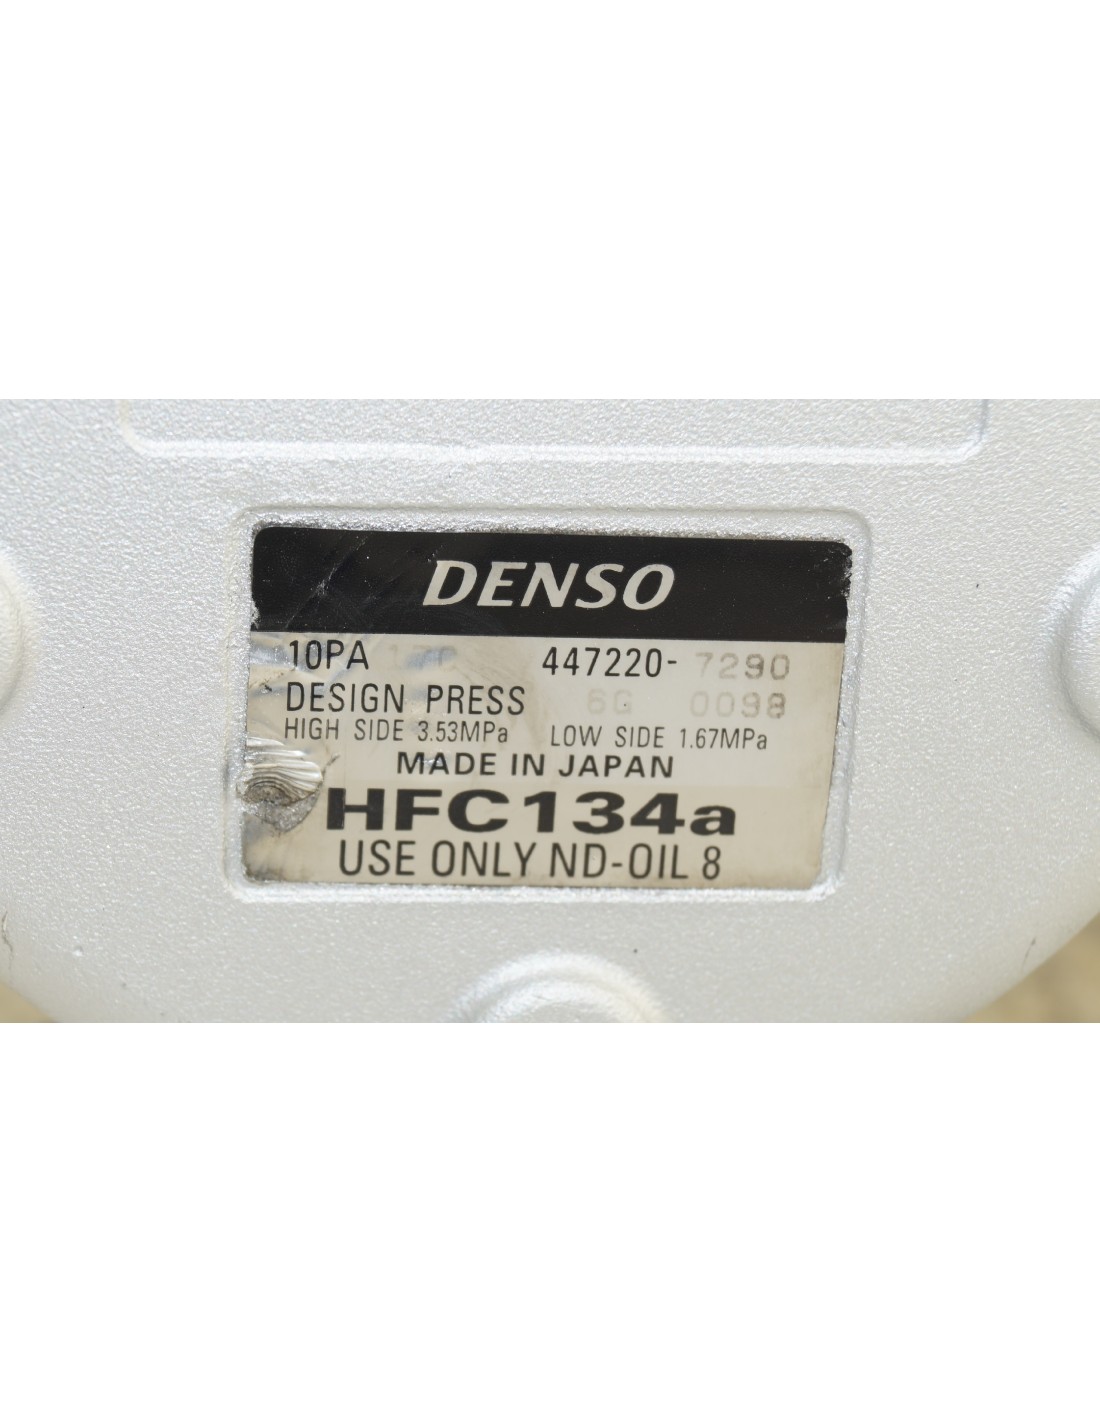 DENSO
10PA 17C 447220- 7290
DESIGN PRESS 6G 0098
HIGH SIDE 3.53MPa LOW SIDE 1.67MPa
MADE IN JAPAN
HFC134a
USE ONLY ND-OIL 8